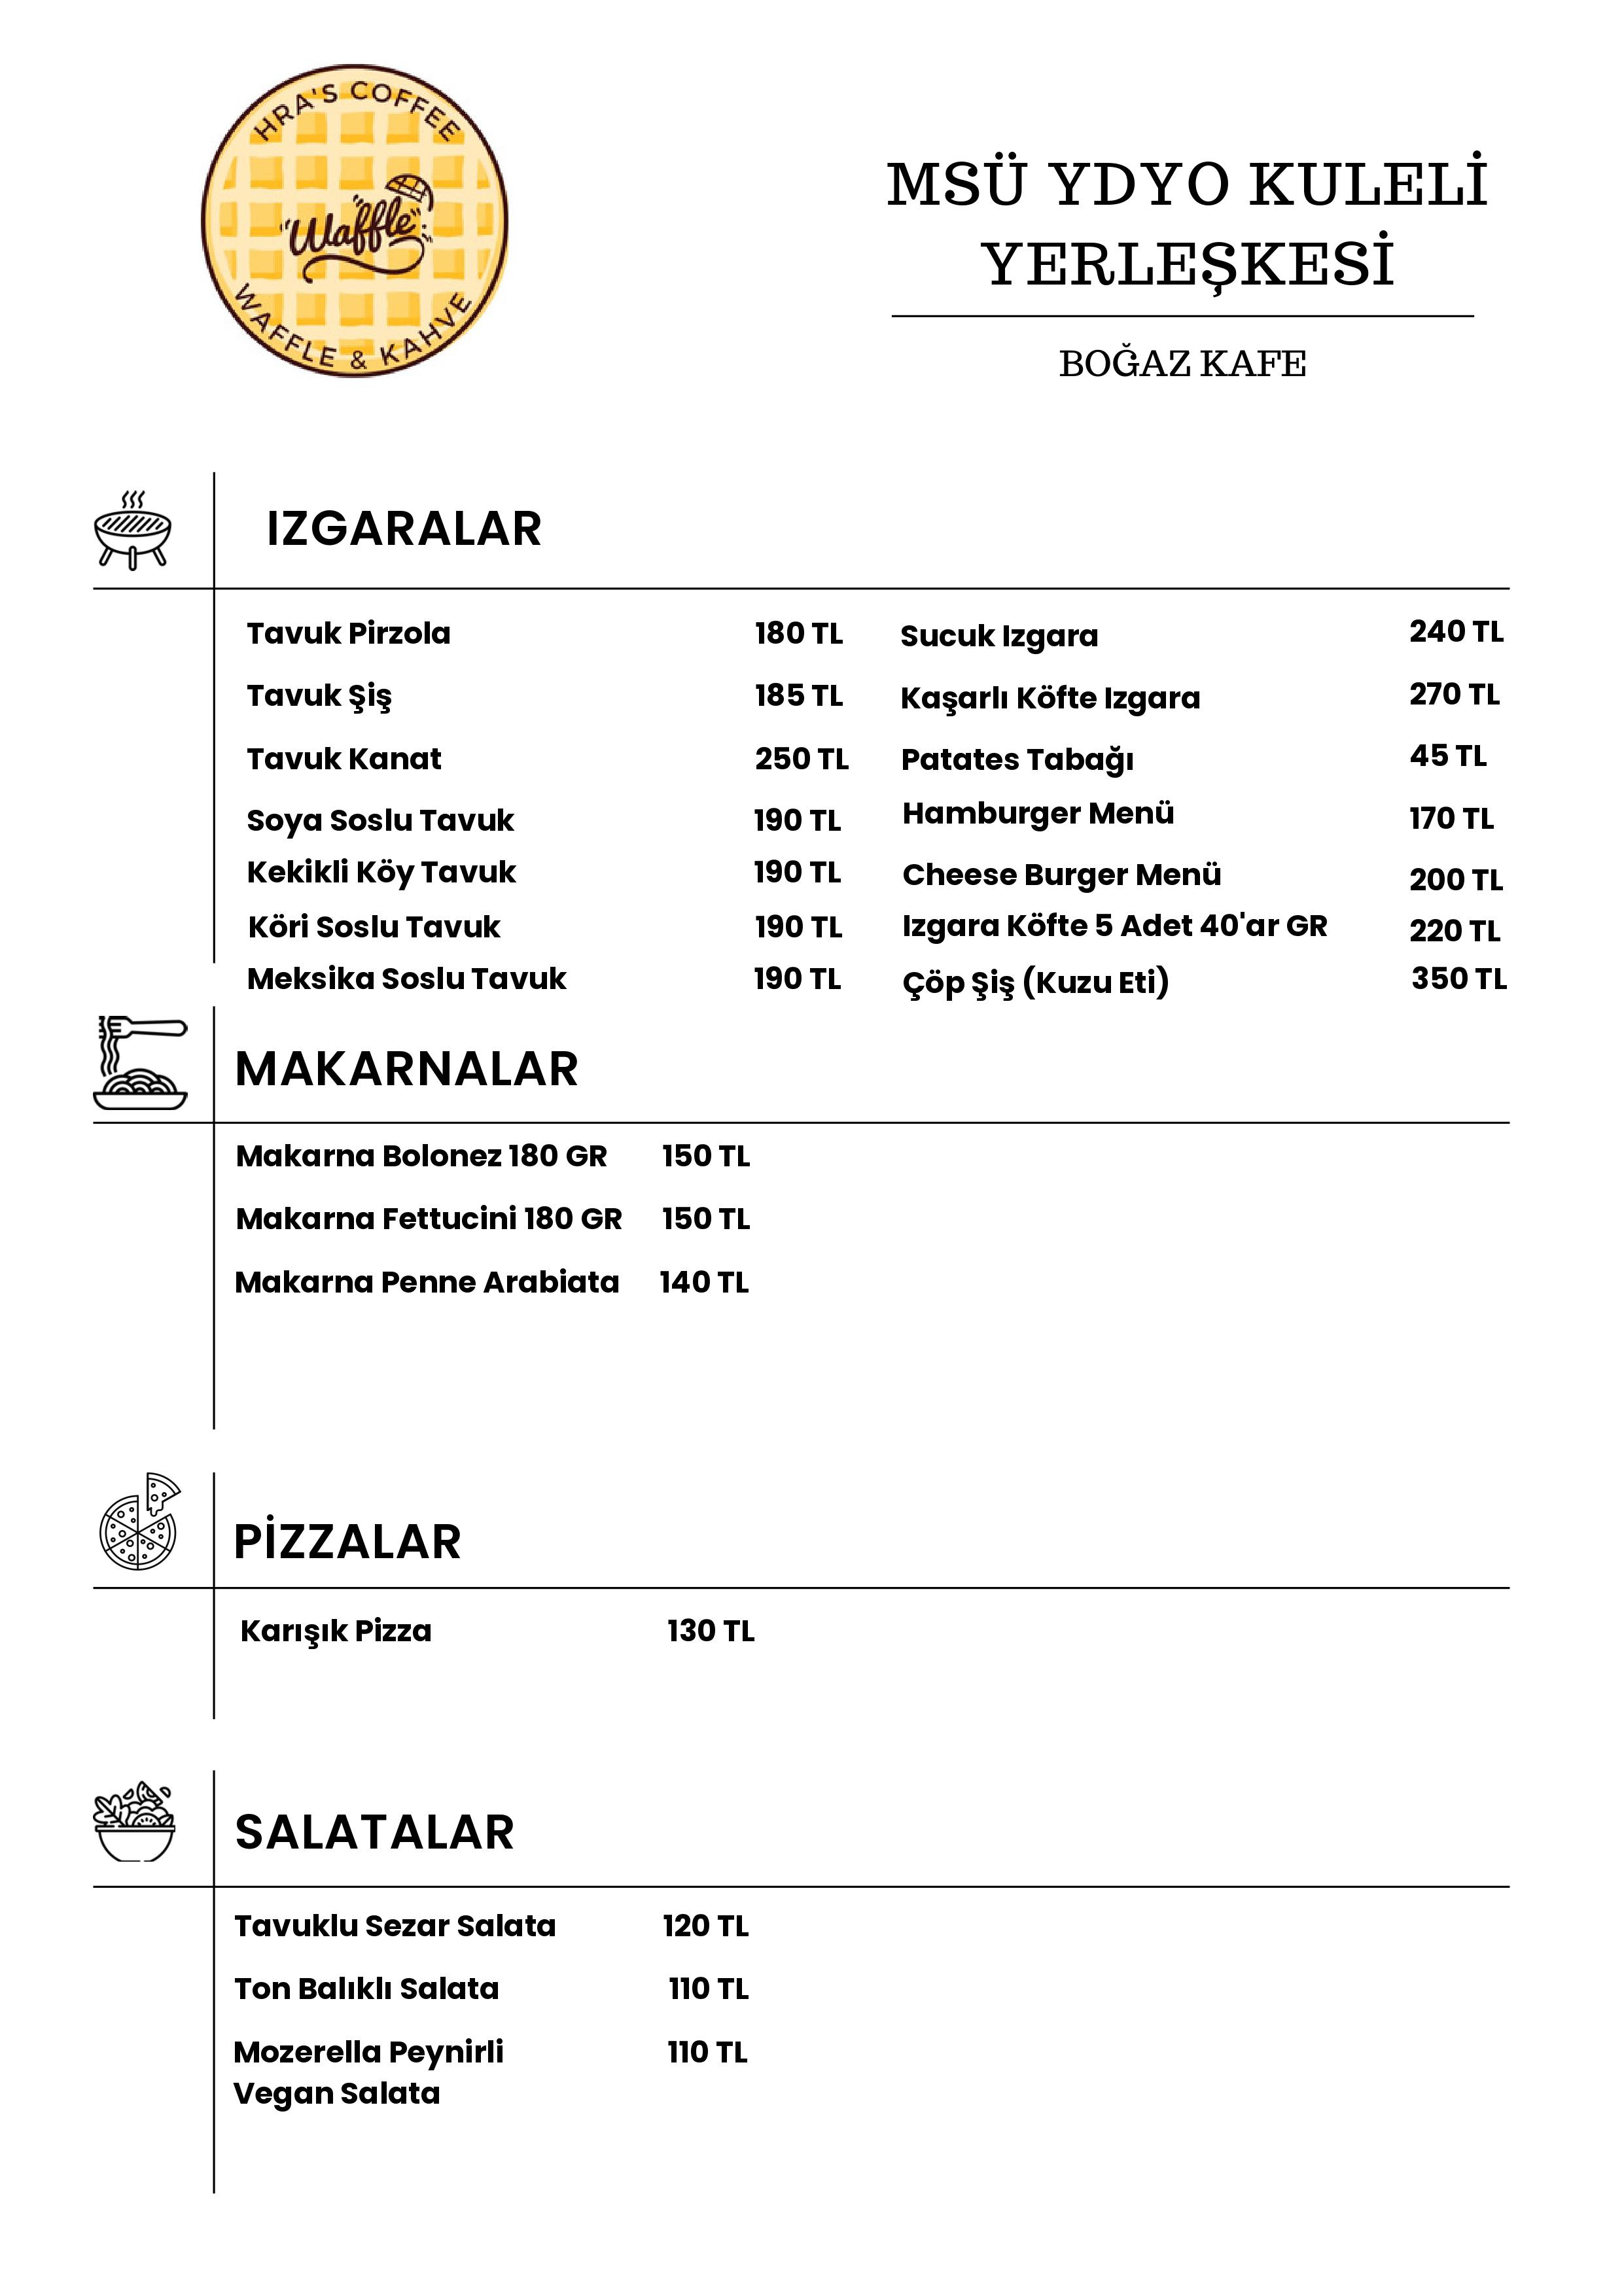 HRA'S COFFEE
"Waffle"
WAFFLE & KAHVE
MSÜ YDYO KULELİ
YERLEŞKESİ
BOĞAZ KAFE
IZGARALAR
Tavuk Pirzola 180 TL
Tavuk Şiş 185 TL
Tavuk Kanat 250 TL
Soya Soslu Tavuk 190 TL
Kekikli Köy Tavuk 190 TL
Köri Soslu Tavuk 190 TL
Meksika Soslu Tavuk 190 TL
Sucuk Izgara 240 TL
Kaşarlı Köfte Izgara 270 TL
Patates Tabağı 45 TL
Hamburger Menü 170 TL
Cheese Burger Menü 200 TL
Izgara Köfte 5 Adet 40'ar GR 220 TL
Çöp Şiş (Kuzu Eti) 350 TL
MAKARNALAR
Makarna Bolonez 180 GR 150 TL
Makarna Fettucini 180 GR 150 TL
Makarna Penne Arabiata 140 TL
PİZZALAR
Karışık Pizza 130 TL
SALATALAR
Tavuklu Sezar Salata 120 TL
Ton Balıklı Salata 110 TL
Mozerella Peynirli 110 TL
Vegan Salata